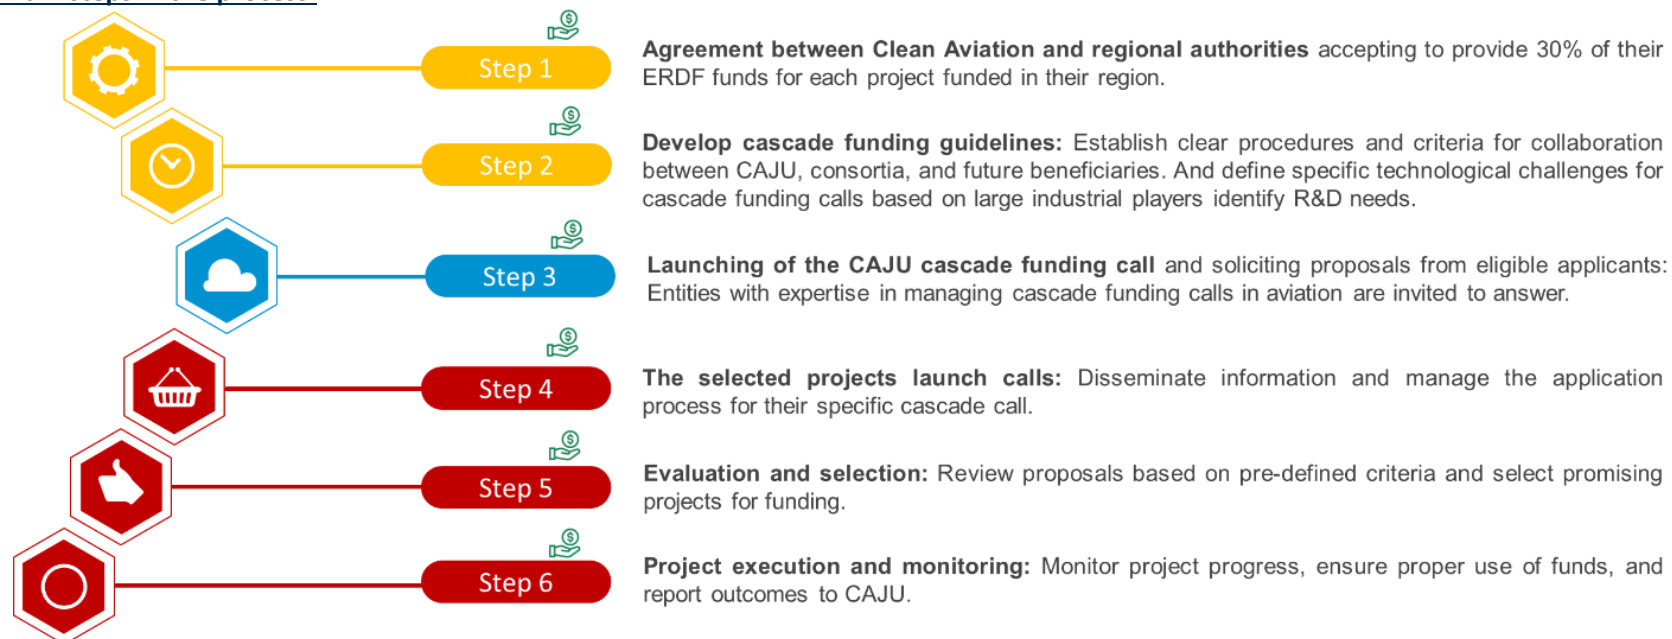 Step 1
Agreement between Clean Aviation and regional authorities accepting to provide 30% of their
ERDF funds for each project funded in their region.
Step 2
Develop cascade funding guidelines: Establish clear procedures and criteria for collaboration
between CAJU, consortia, and future beneficiaries. And define specific technological challenges for
cascade funding calls based on large industrial players identify R&D needs.
Step 3
Launching of the CAJU cascade funding call and soliciting proposals from eligible applicants:
Entities with expertise in managing cascade funding calls in aviation are invited to answer.
Step 4
The selected projects launch calls: Disseminate information and manage the application
process for their specific cascade call.
Step 5
Evaluation and selection: Review proposals based on pre-defined criteria and select promising
projects for funding.
Step 6
Project execution and monitoring: Monitor project progress, ensure proper use of funds, and
report outcomes to CAJU.